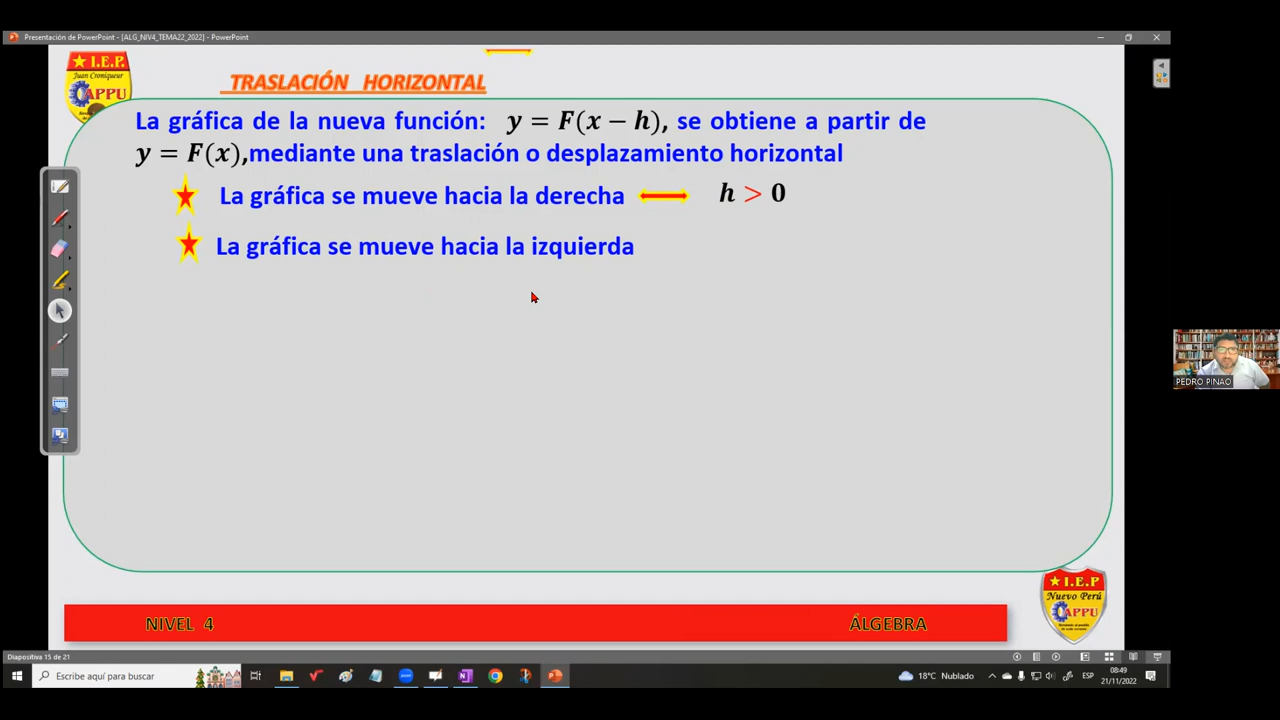 Presentación de PowerPoint - [ALG_NIV4_TEMA22_2022] - PowerPoint
I.E.P.
Juan Croniqueur
CAPPU
TRASLACIÓN HORIZONTAL
La gráfica de la nueva función: y = F(x − h), se obtiene a partir de
y = F(x),mediante una traslación o desplazamiento horizontal
La gráfica se mueve hacia la derecha h > 0
La gráfica se mueve hacia la izquierda
PEDRO PINAO
I.E.P
Nuevo Perú
CAPPU
NIVEL 4 ÁLGEBRA
Diapositiva 15 de 21
Escribe aquí para buscar
18°C Nublado
ESP
08:49
21/11/2022